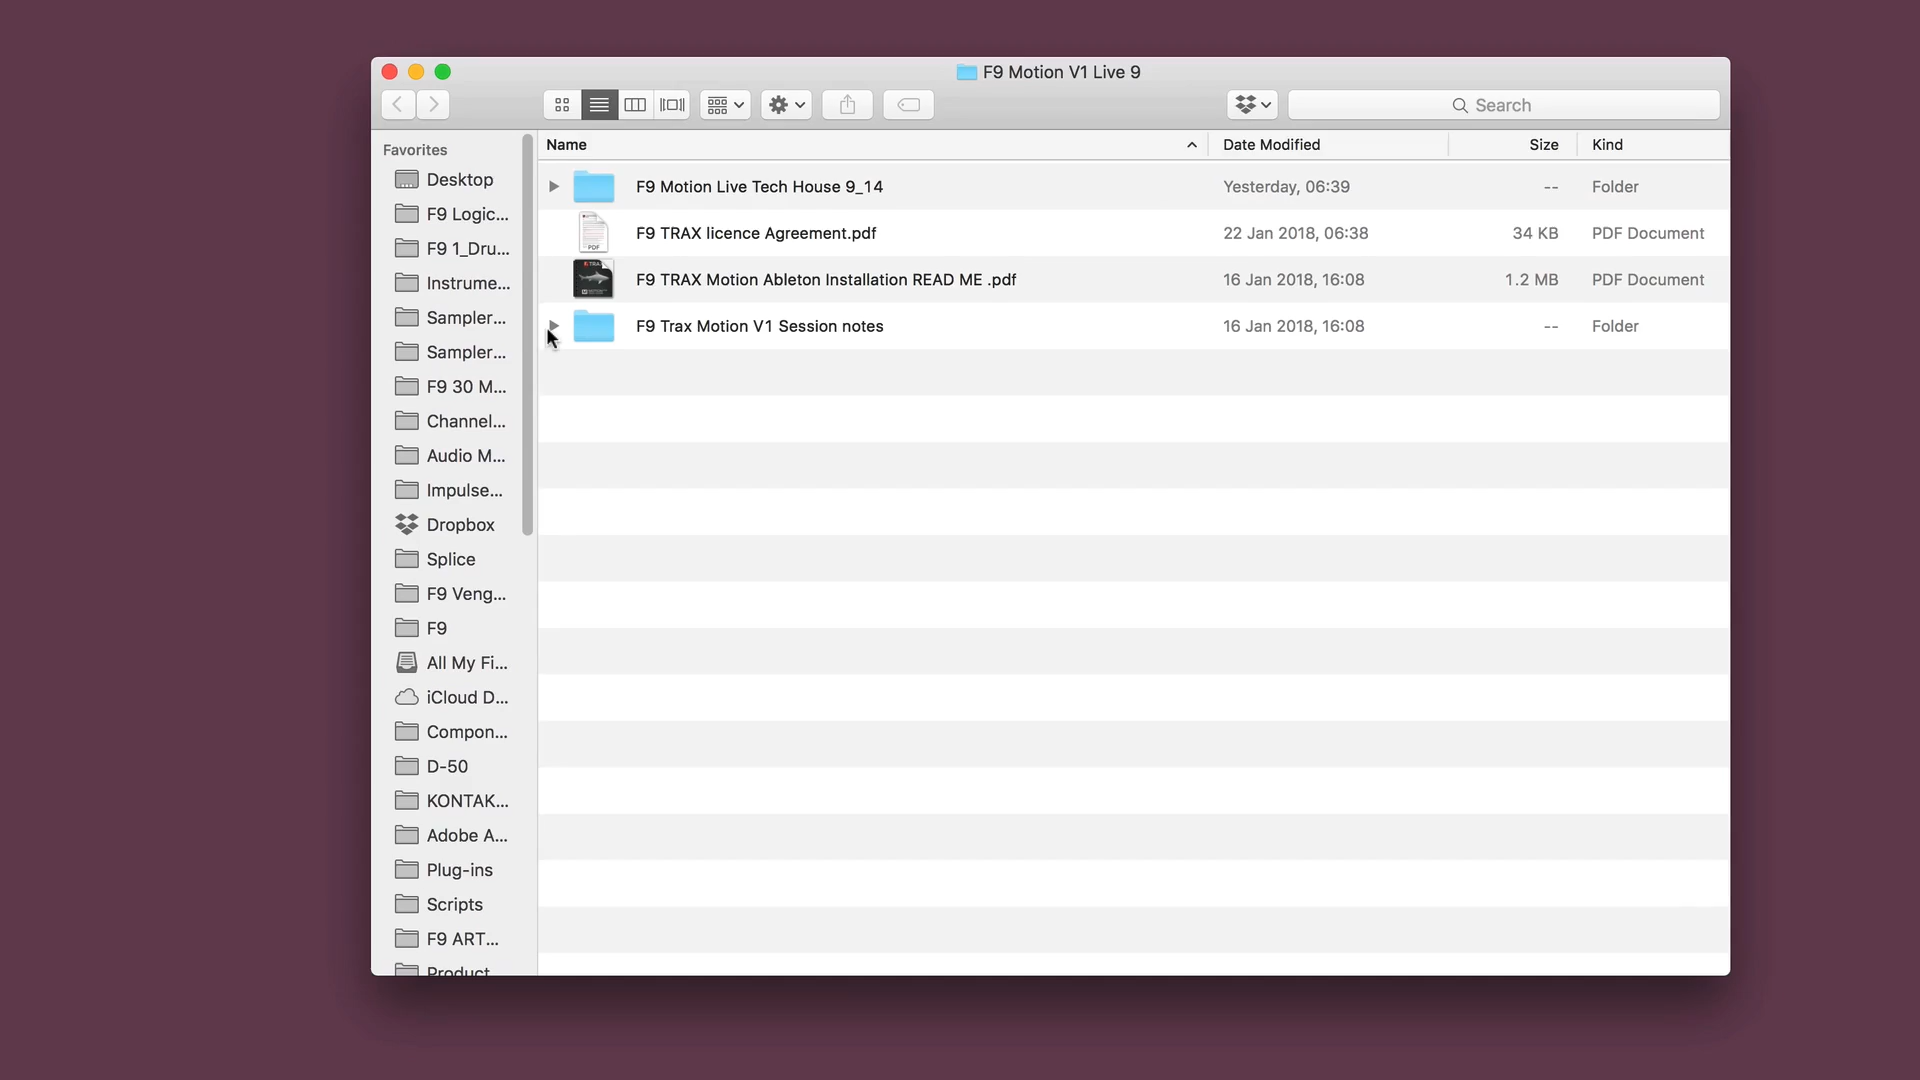 F9 Motion V1 Live 9
Search
Favorites
Desktop
F9 Logic...
F9 1_Dru...
Instrume...
Sampler...
Sampler...
F9 30 M...
Channel...
Audio M...
Impulse...
Dropbox
Splice
F9 Veng...
F9
All My Fi...
iCloud D...
Compon...
D-50
KONTAK...
Adobe A...
Plug-ins
Scripts
F9 ART...
Product
Name Date Modified Size Kind
F9 Motion Live Tech House 9_14 Yesterday, 06:39 -- Folder
F9 TRAX licence Agreement.pdf 22 Jan 2018, 06:38 34 KB PDF Document
F9 TRAX Motion Ableton Installation READ ME .pdf 16 Jan 2018, 16:08 1.2 MB PDF Document
F9 Trax Motion V1 Session notes 16 Jan 2018, 16:08 -- Folder
PDF